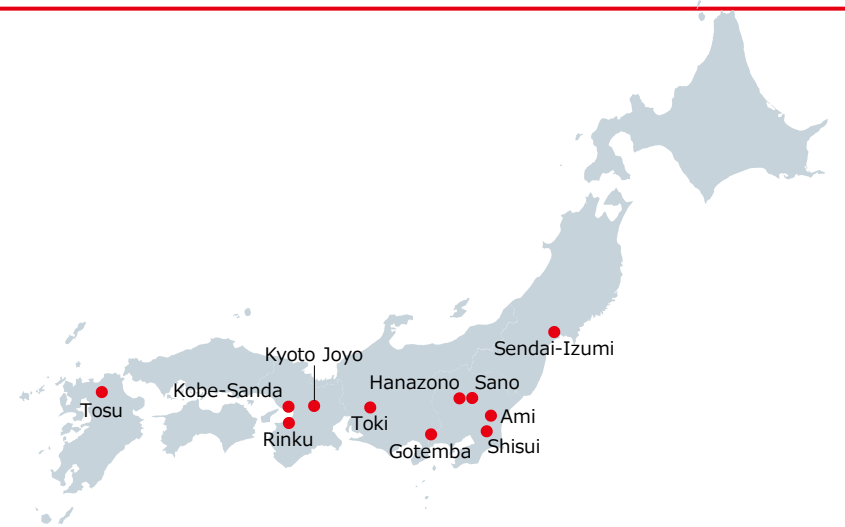 Sendai-Izumi
Kyoto Joyo
Kobe-Sanda
Hanazono
Sano
Tosu
Toki
Ami
Rinku
Gotemba
Shisui